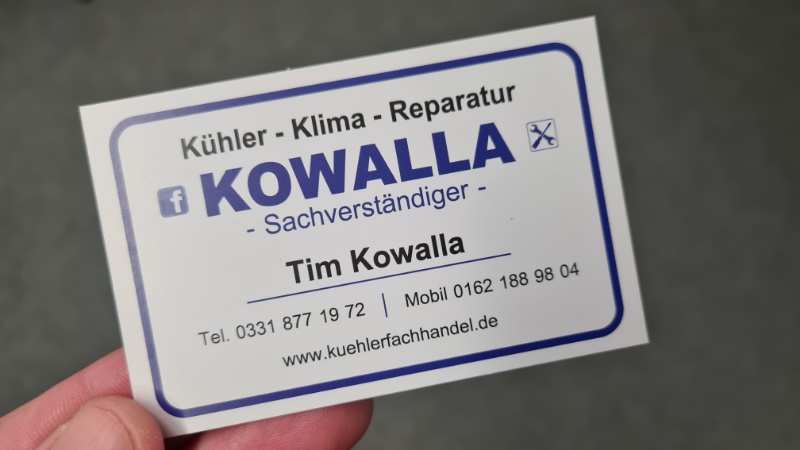 Kühler - Klima - Reparatur
f KOWALLA
- Sachverständiger -
Tim Kowalla
Tel. 0331 877 19 72 | Mobil 0162 188 98 04
www.kuehlerfachhandel.de